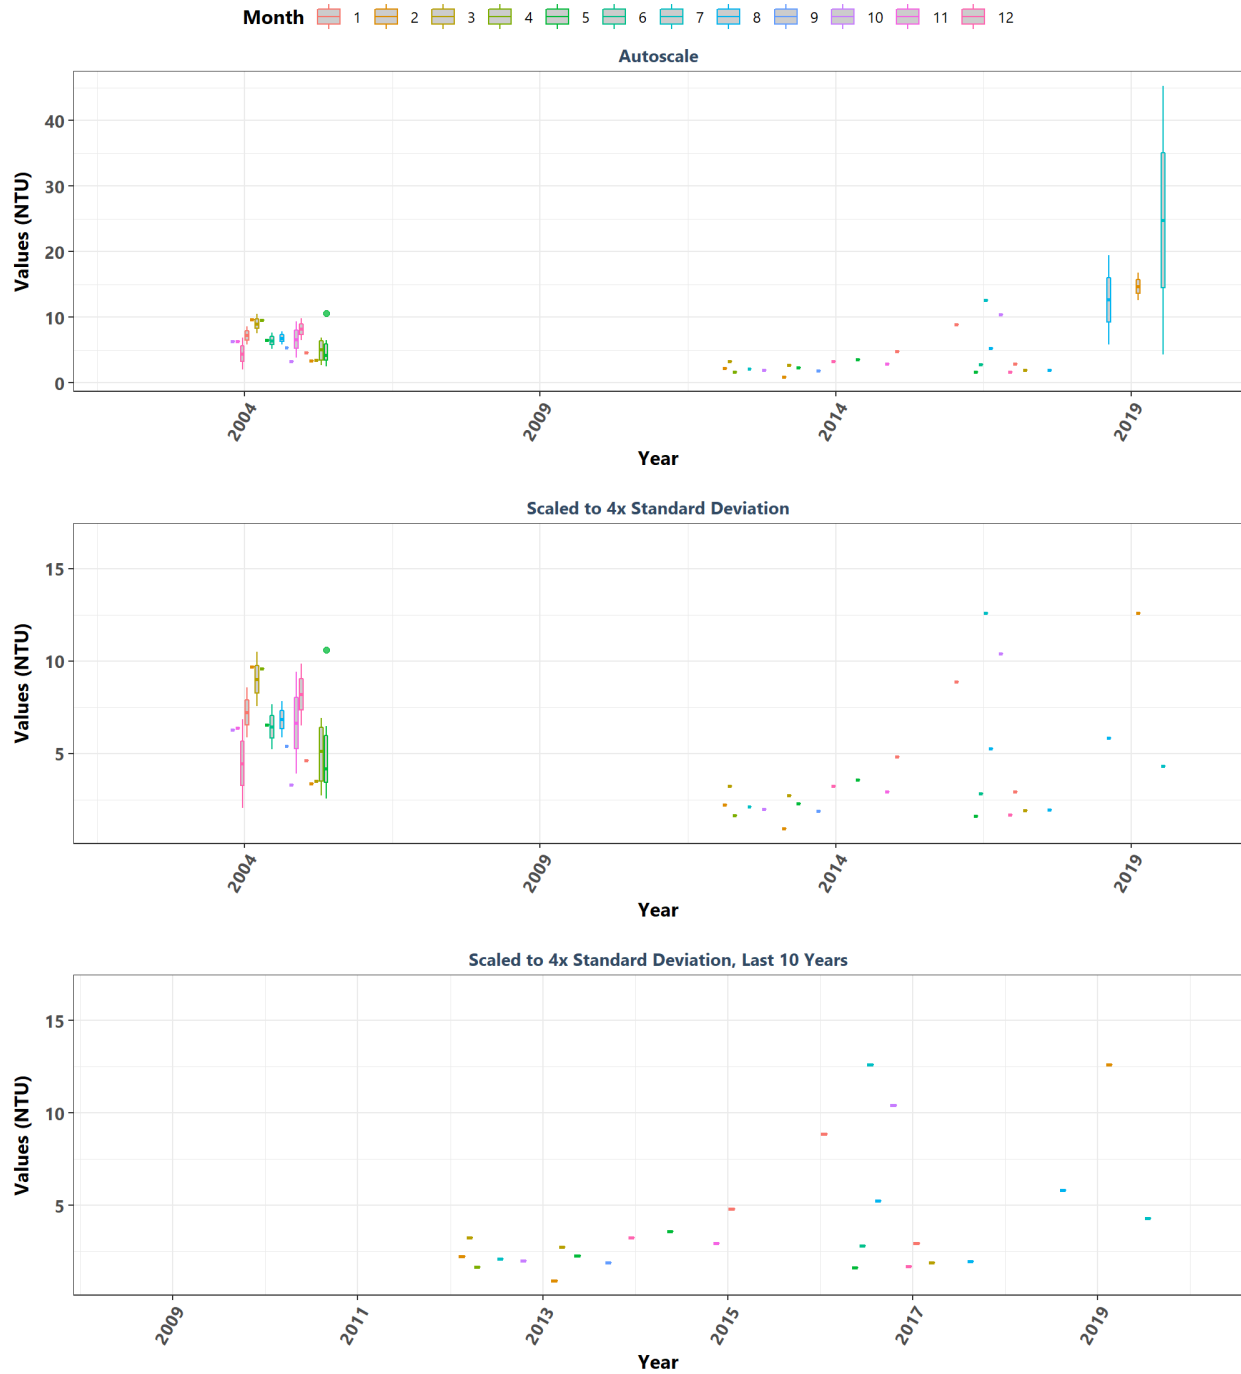 Month 1 2 3 4 5 6 7 8 9 10 11 12
Autoscale
Values (NTU)
40
30
20
10
0
2004 2009 2014 2019
Year
Scaled to 4x Standard Deviation
Values (NTU)
15
10
5
2004 2009 2014 2019
Year
Scaled to 4x Standard Deviation, Last 10 Years
Values (NTU)
15
10
5
2009 2011 2013 2015 2017 2019
Year